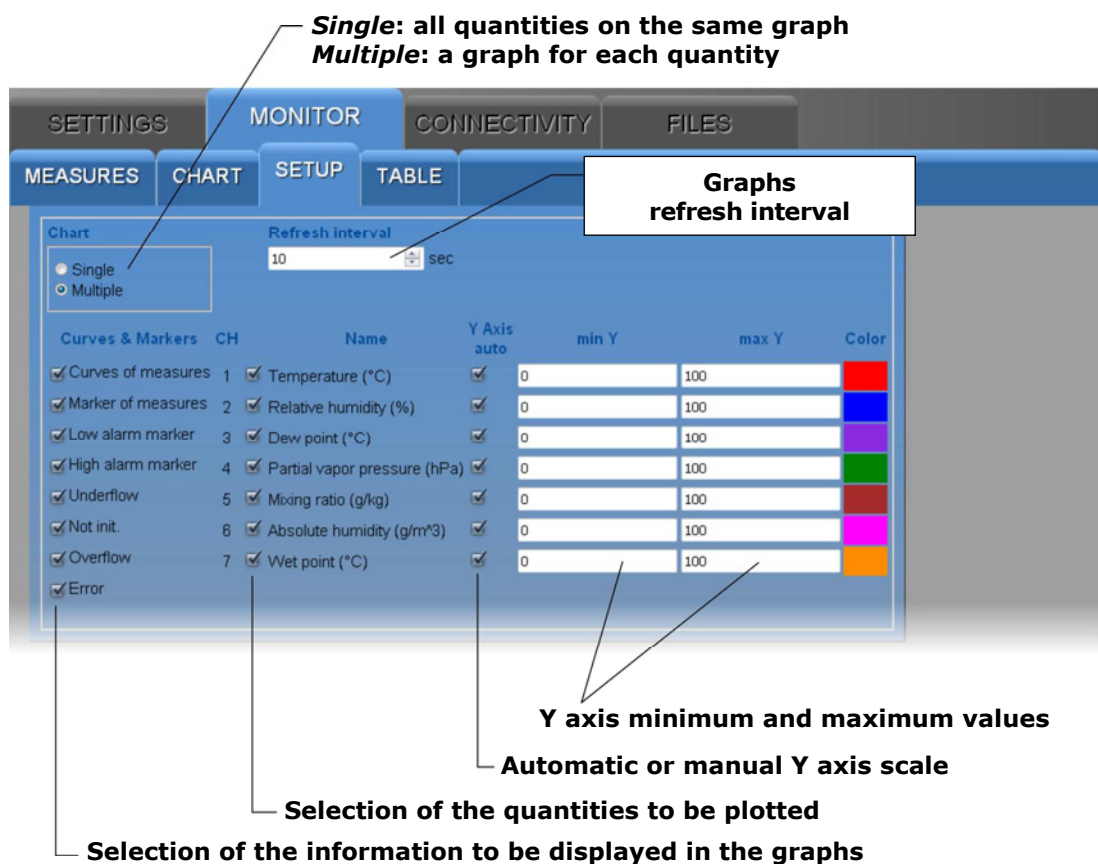 Single: all quantities on the same graph
Multiple: a graph for each quantity
SETTINGS MONITOR CONNECTIVITY FILES
MEASURES CHART SETUP TABLE
Graphs
refresh interval
Chart Refresh interval
Single
10 sec
Multiple
Curves & Markers CH Name Y Axis auto min Y max Y Color
Curves of measures 1 Temperature (°C) 0 100
Marker of measures 2 Relative humidity (%) 0 100
Low alarm marker 3 Dew point (°C) 0 100
High alarm marker 4 Partial vapor pressure (hPa) 0 100
Underflow 5 Mixing ratio (g/kg) 0 100
Not init. 6 Absolute humidity (g/m^3) 0 100
Overflow 7 Wet point (°C) 0 100
Error
Y axis minimum and maximum values
Automatic or manual Y axis scale
Selection of the quantities to be plotted
Selection of the information to be displayed in the graphs